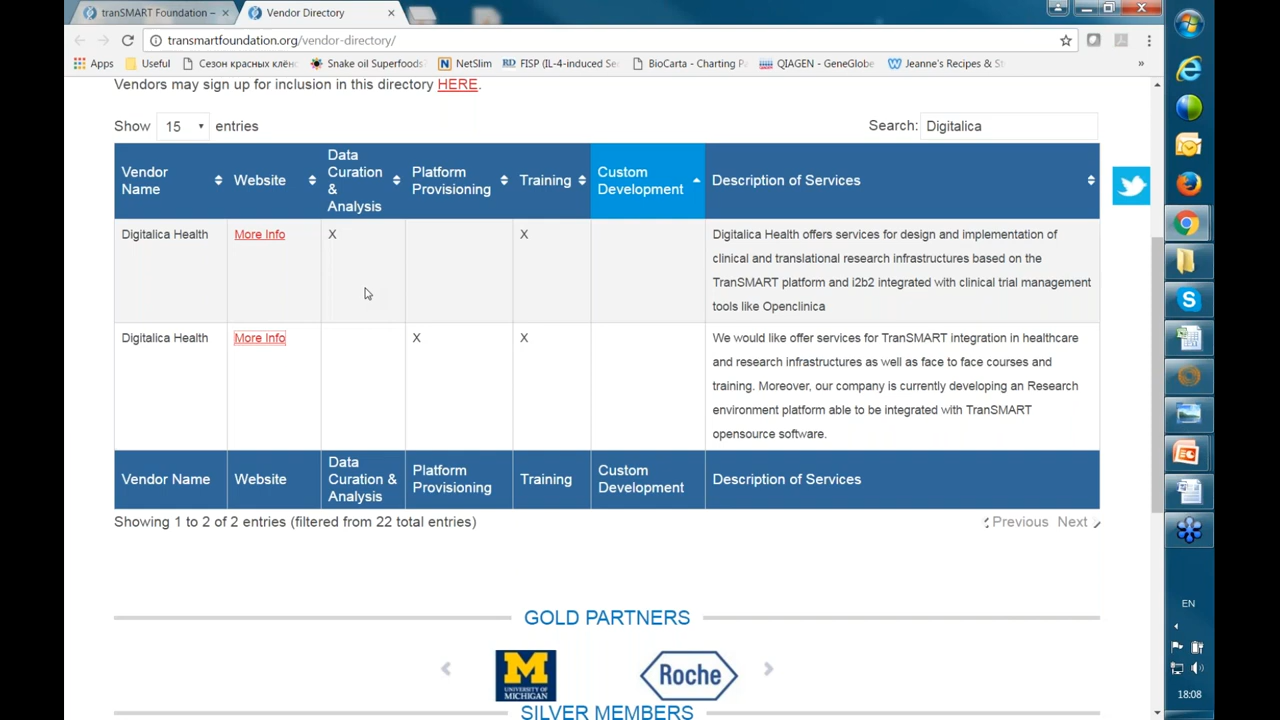 tranSMART Foundation –
Vendor Directory
transmartfoundation.org/vendor-directory/
Apps
Useful
Сезон красных клён
Snake oil Superfoods
NetSlim
RD FISP (IL-4-induced Se
BioCarta - Charting Pa
QIAGEN - GeneGlobe
Jeanne's Recipes & St
»
Vendors may sign up for inclusion in this directory HERE.
Show 15 entries
Search: Digitalica
Vendor Name
Website
Data Curation & Analysis
Platform Provisioning
Training
Custom Development
Description of Services
Digitalica Health
More Info
X
X
Digitalica Health offers services for design and implementation of
clinical and translational research infrastructures based on the
TranSMART platform and i2b2 integrated with clinical trial management
tools like Openclinica
Digitalica Health
More Info
X
X
We would like offer services for TranSMART integration in healthcare
and research infrastructures as well as face to face courses and
training. Moreover, our company is currently developing an Research
environment platform able to be integrated with TranSMART
opensource software.
Vendor Name
Website
Data Curation & Analysis
Platform Provisioning
Training
Custom Development
Description of Services
Showing 1 to 2 of 2 entries (filtered from 22 total entries)
Previous Next
GOLD PARTNERS
M
UNIVERSITY OF
MICHIGAN
Roche
SILVER MEMBERS
EN
18:08